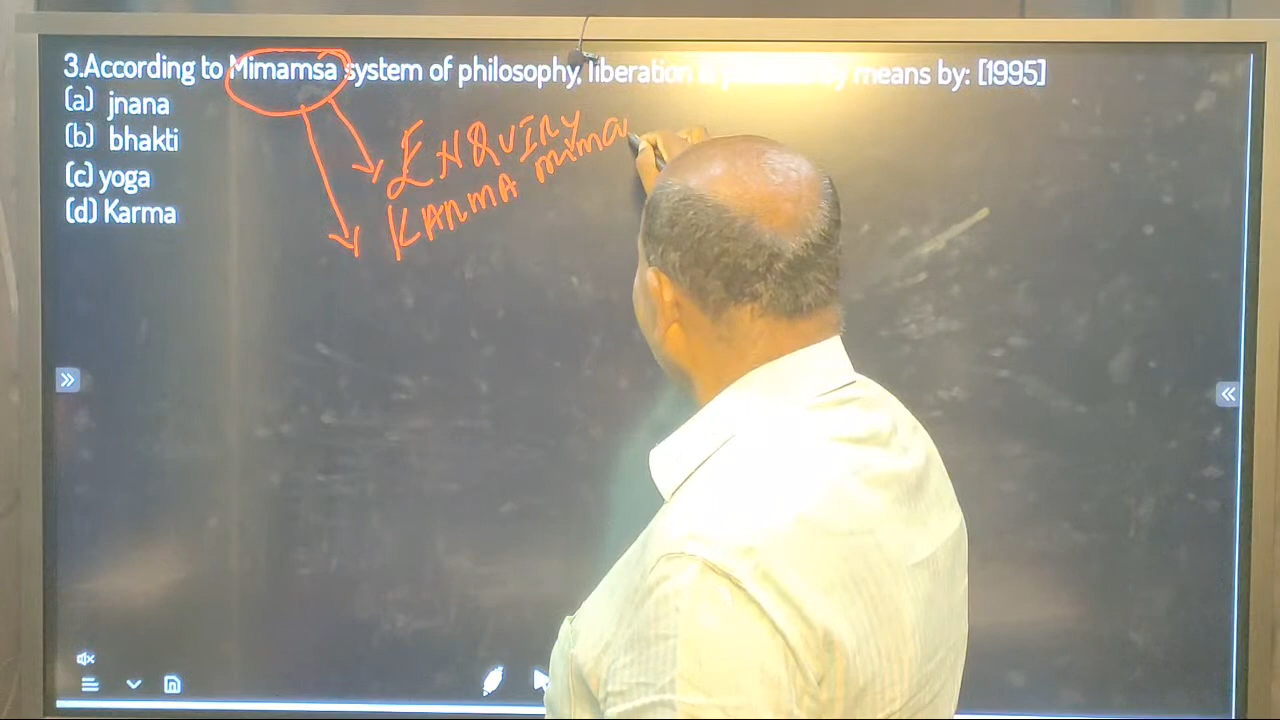 3.According to Mimamsa system of philosophy, liberation means by: [1995]
(a) jnana
(b) bhakti
(c) yoga
(d) Karma
ENQUIRY
KARMA mima